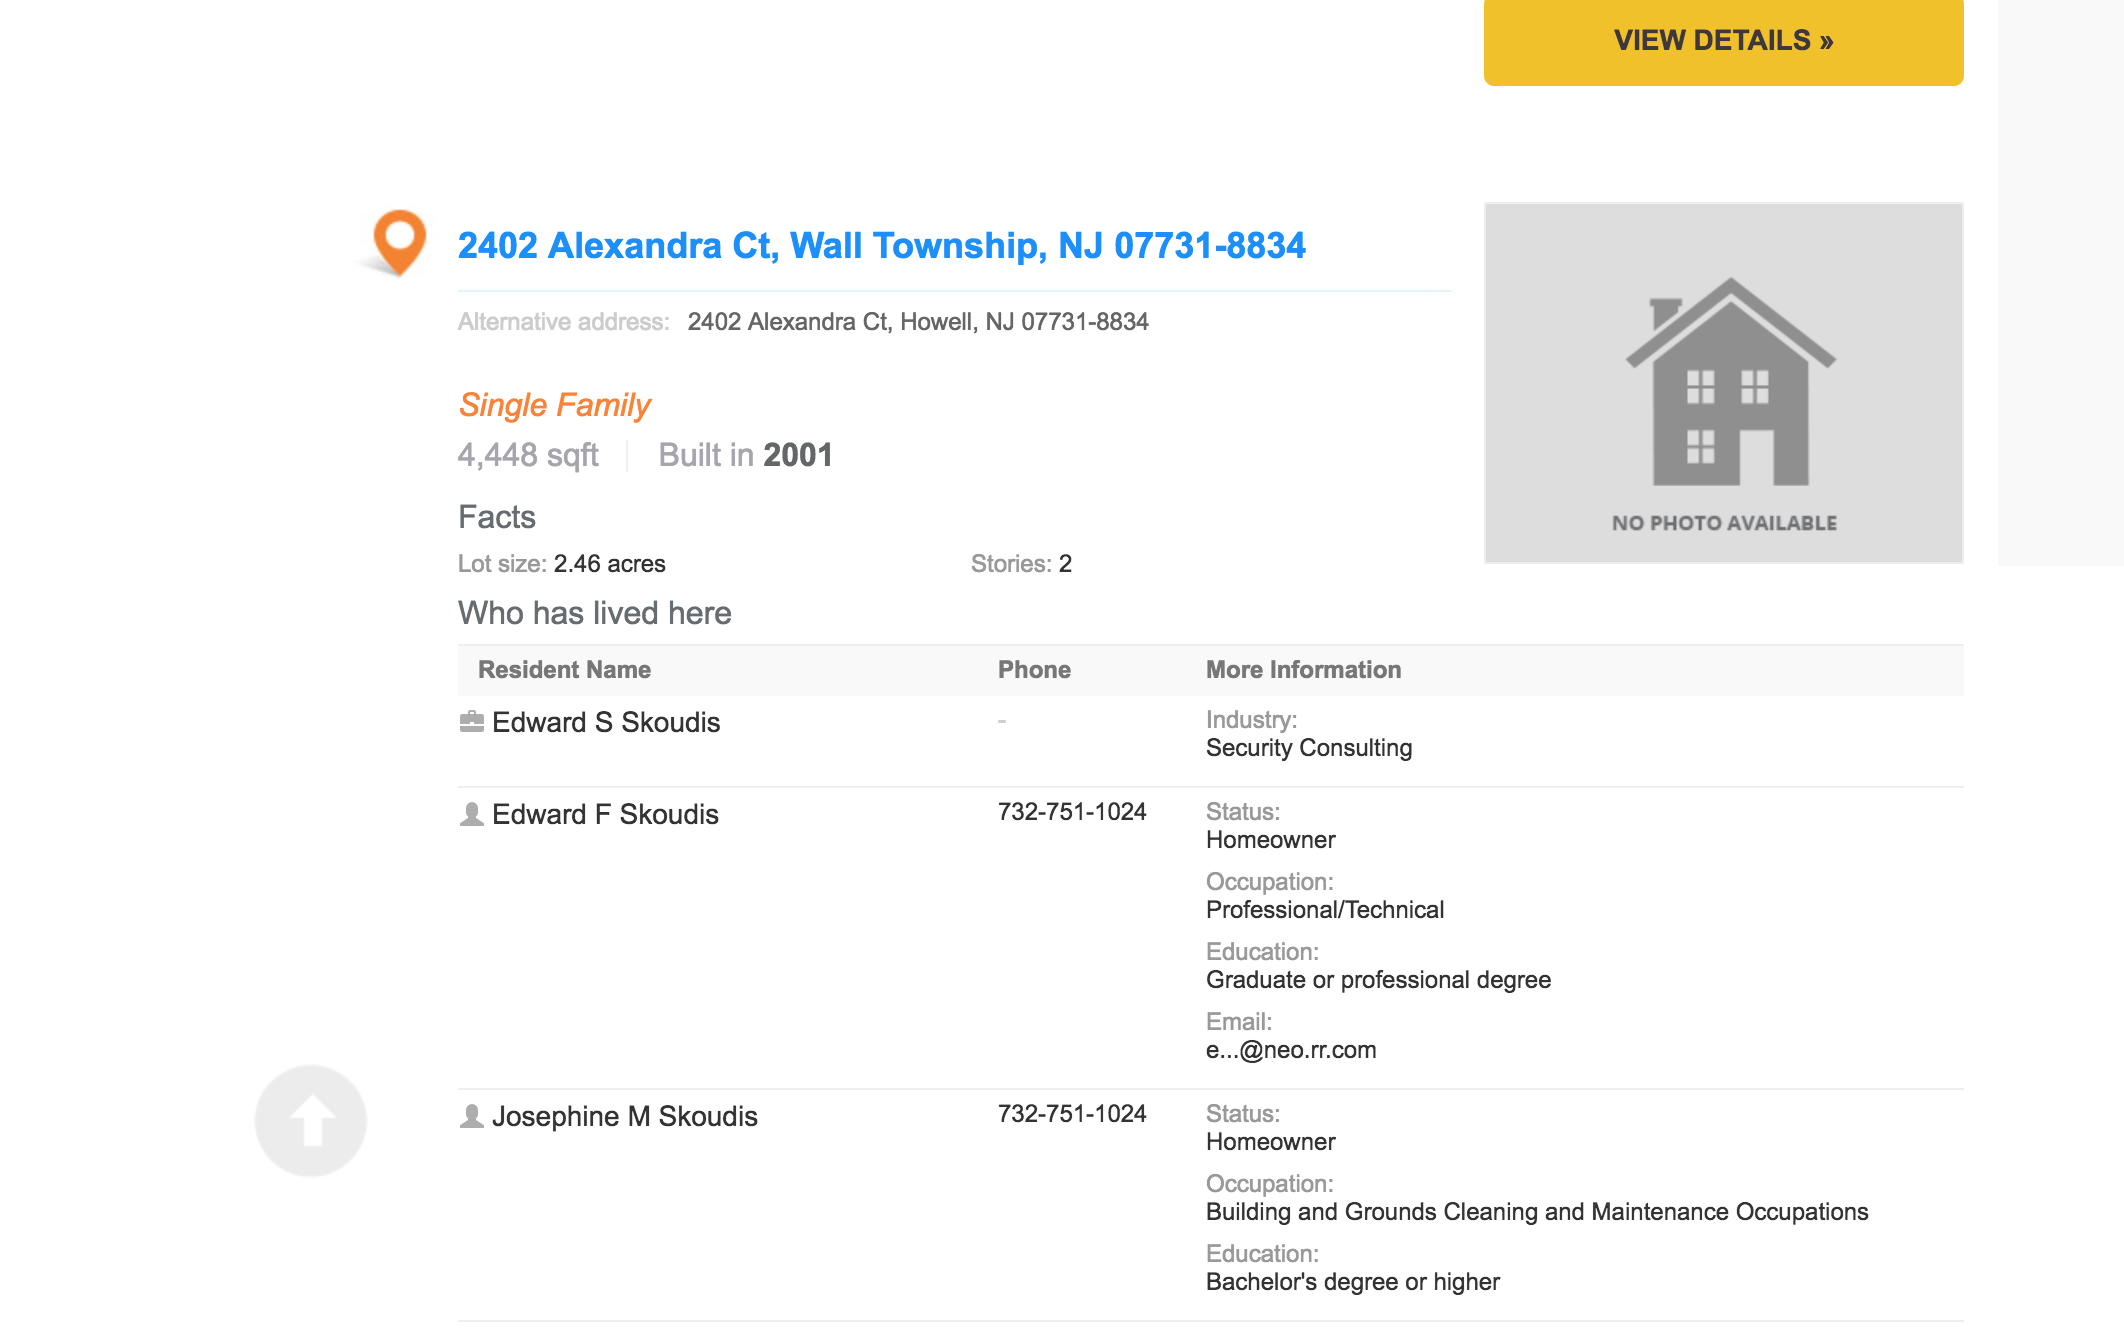 VIEW DETAILS »
2402 Alexandra Ct, Wall Township, NJ 07731-8834
Alternative address: 2402 Alexandra Ct, Howell, NJ 07731-8834
Single Family
4,448 sqft Built in 2001
NO PHOTO AVAILABLE
Facts
Lot size: 2.46 acres Stories: 2
Who has lived here
Resident Name Phone More Information
Edward S Skoudis - Industry:
Security Consulting
Edward F Skoudis 732-751-1024 Status:
Homeowner
Occupation:
Professional/Technical
Education:
Graduate or professional degree
Email:
e...@neo.rr.com
Josephine M Skoudis 732-751-1024 Status:
Homeowner
Occupation:
Building and Grounds Cleaning and Maintenance Occupations
Education:
Bachelor's degree or higher